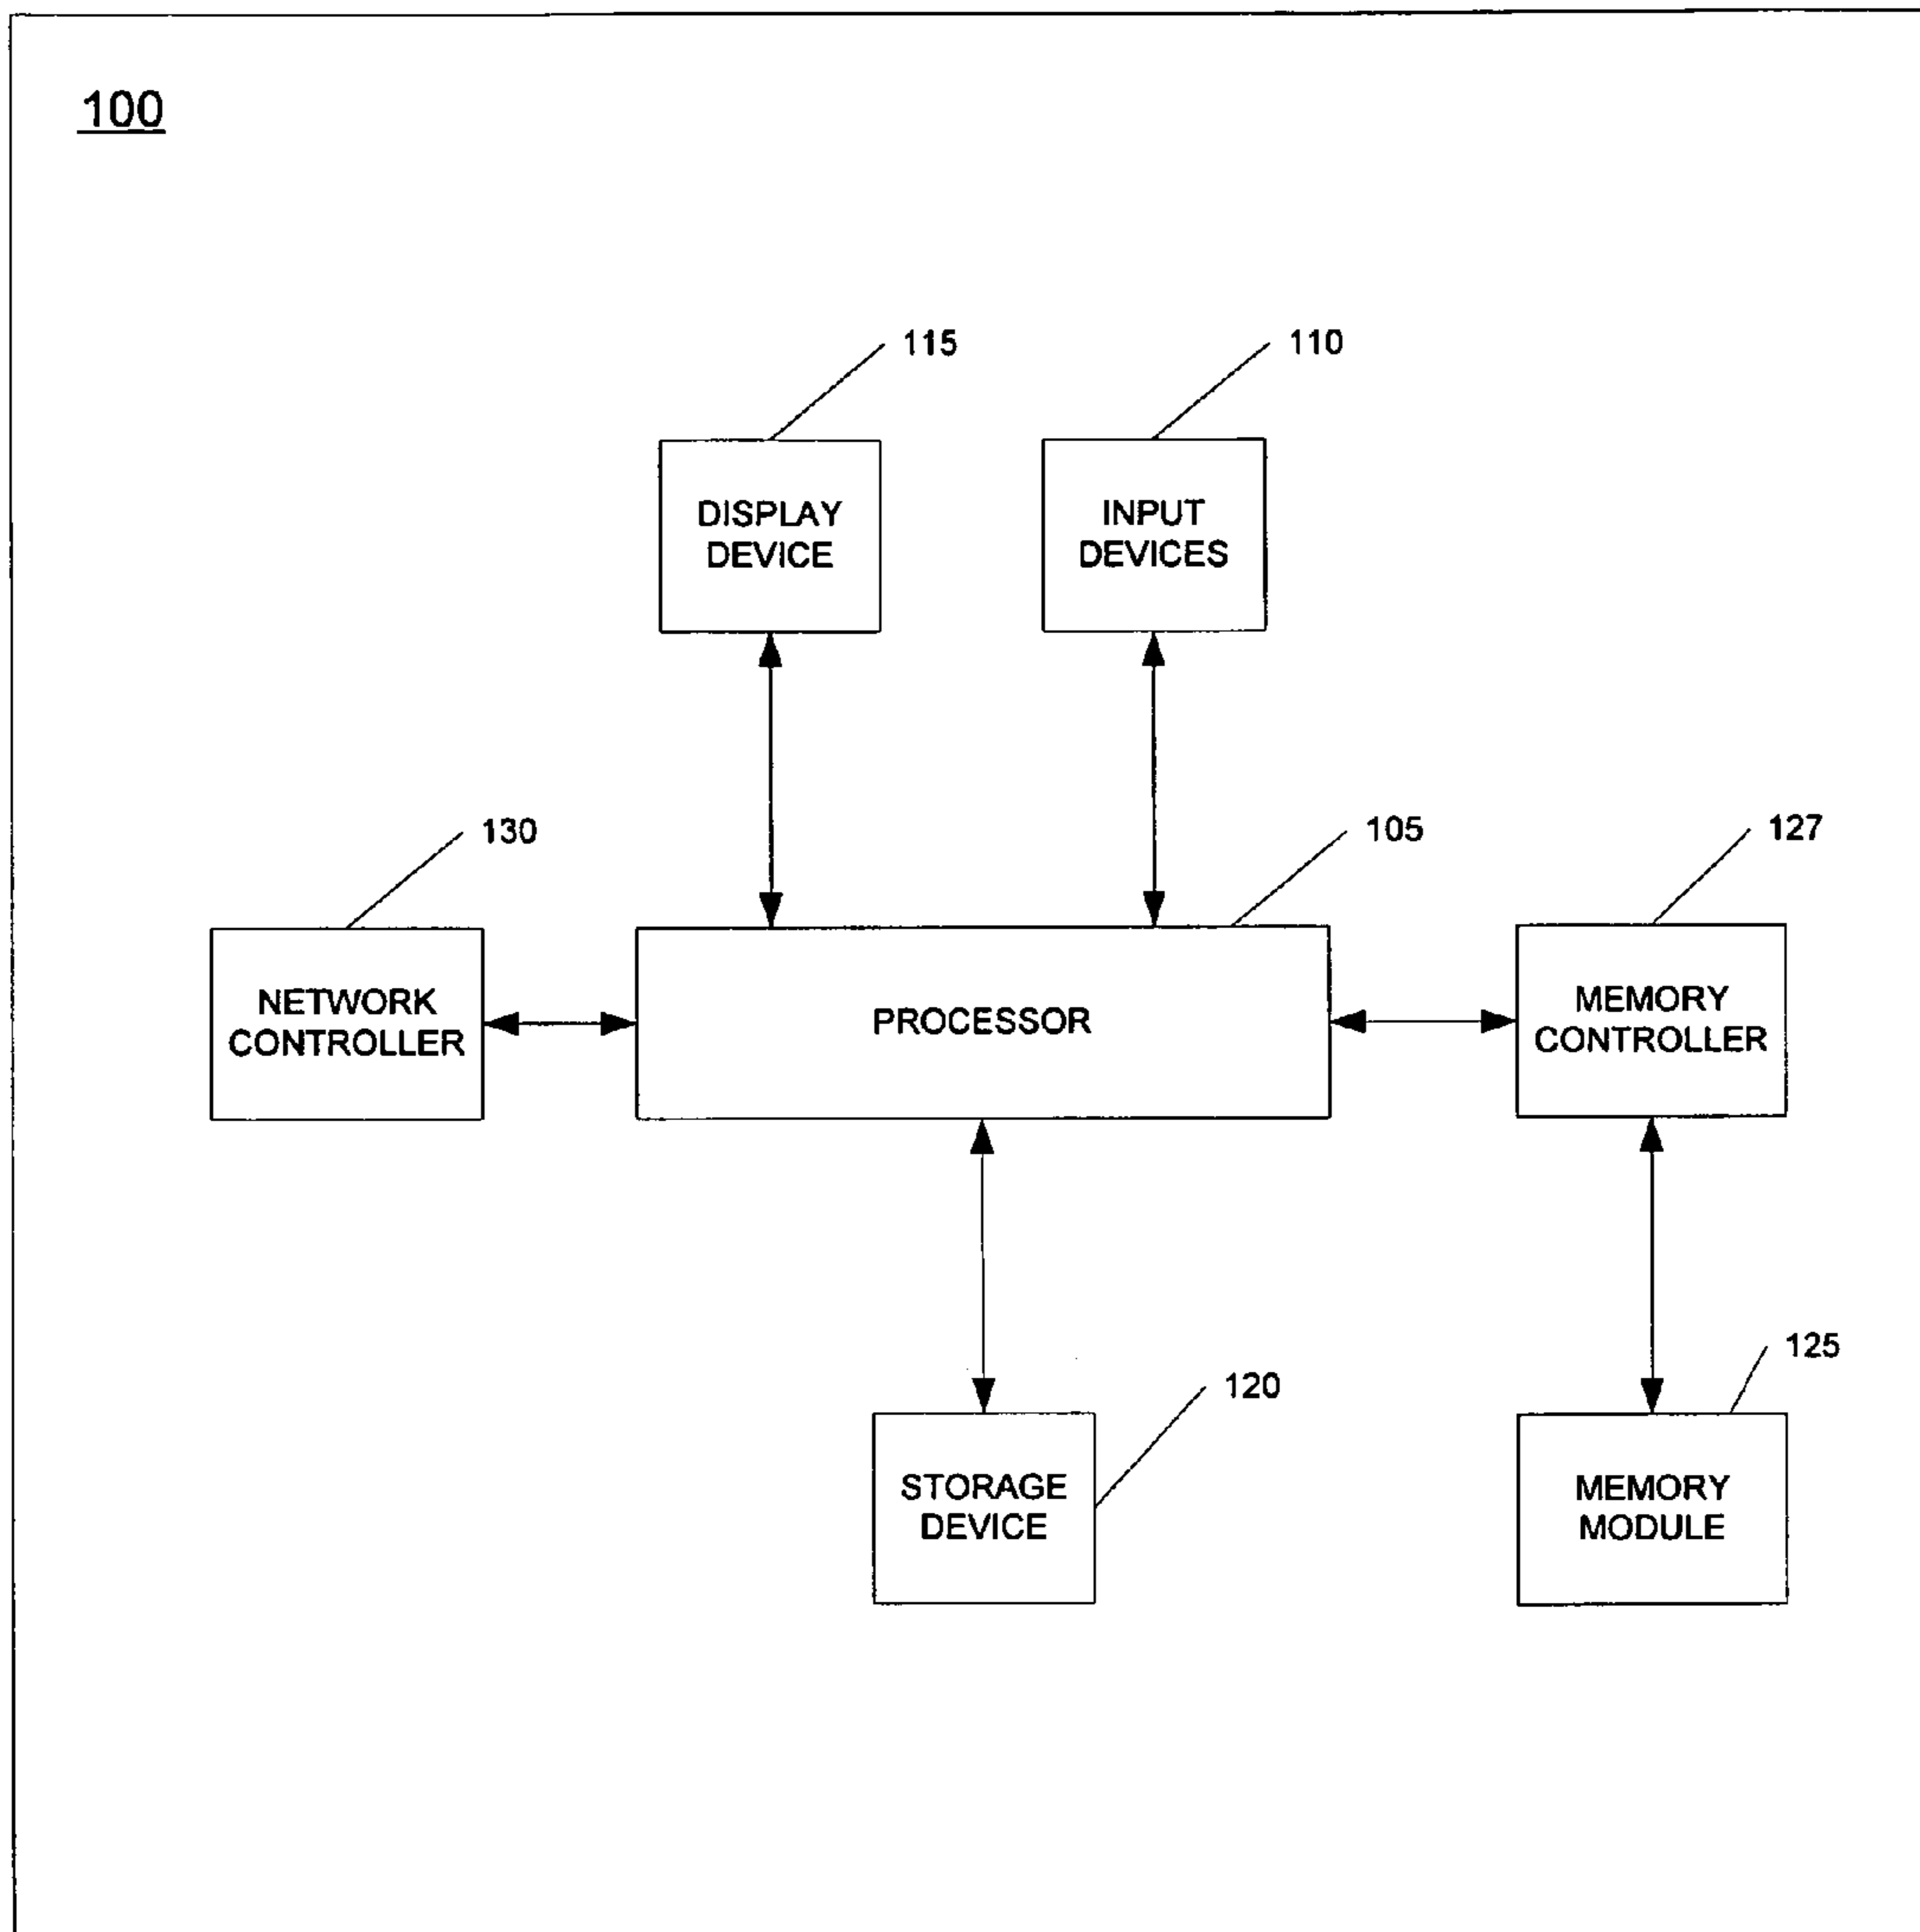 100
115
110
DISPLAY
DEVICE
INPUT
DEVICES
130
105
127
NETWORK
CONTROLLER
PROCESSOR
MEMORY
CONTROLLER
120
125
STORAGE
DEVICE
MEMORY
MODULE